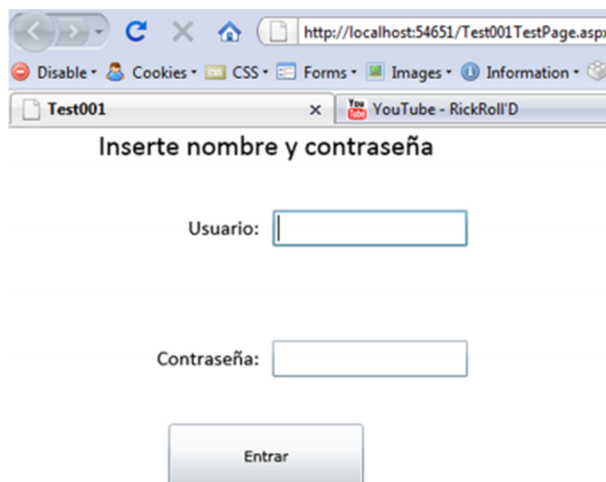 http://localhost:54651/Test001TestPage.aspx
Disable Cookies CSS Forms Images Information
Test001 YouTube - RickRoll'D
Inserte nombre y contraseña
Usuario:
Contraseña:
Entrar